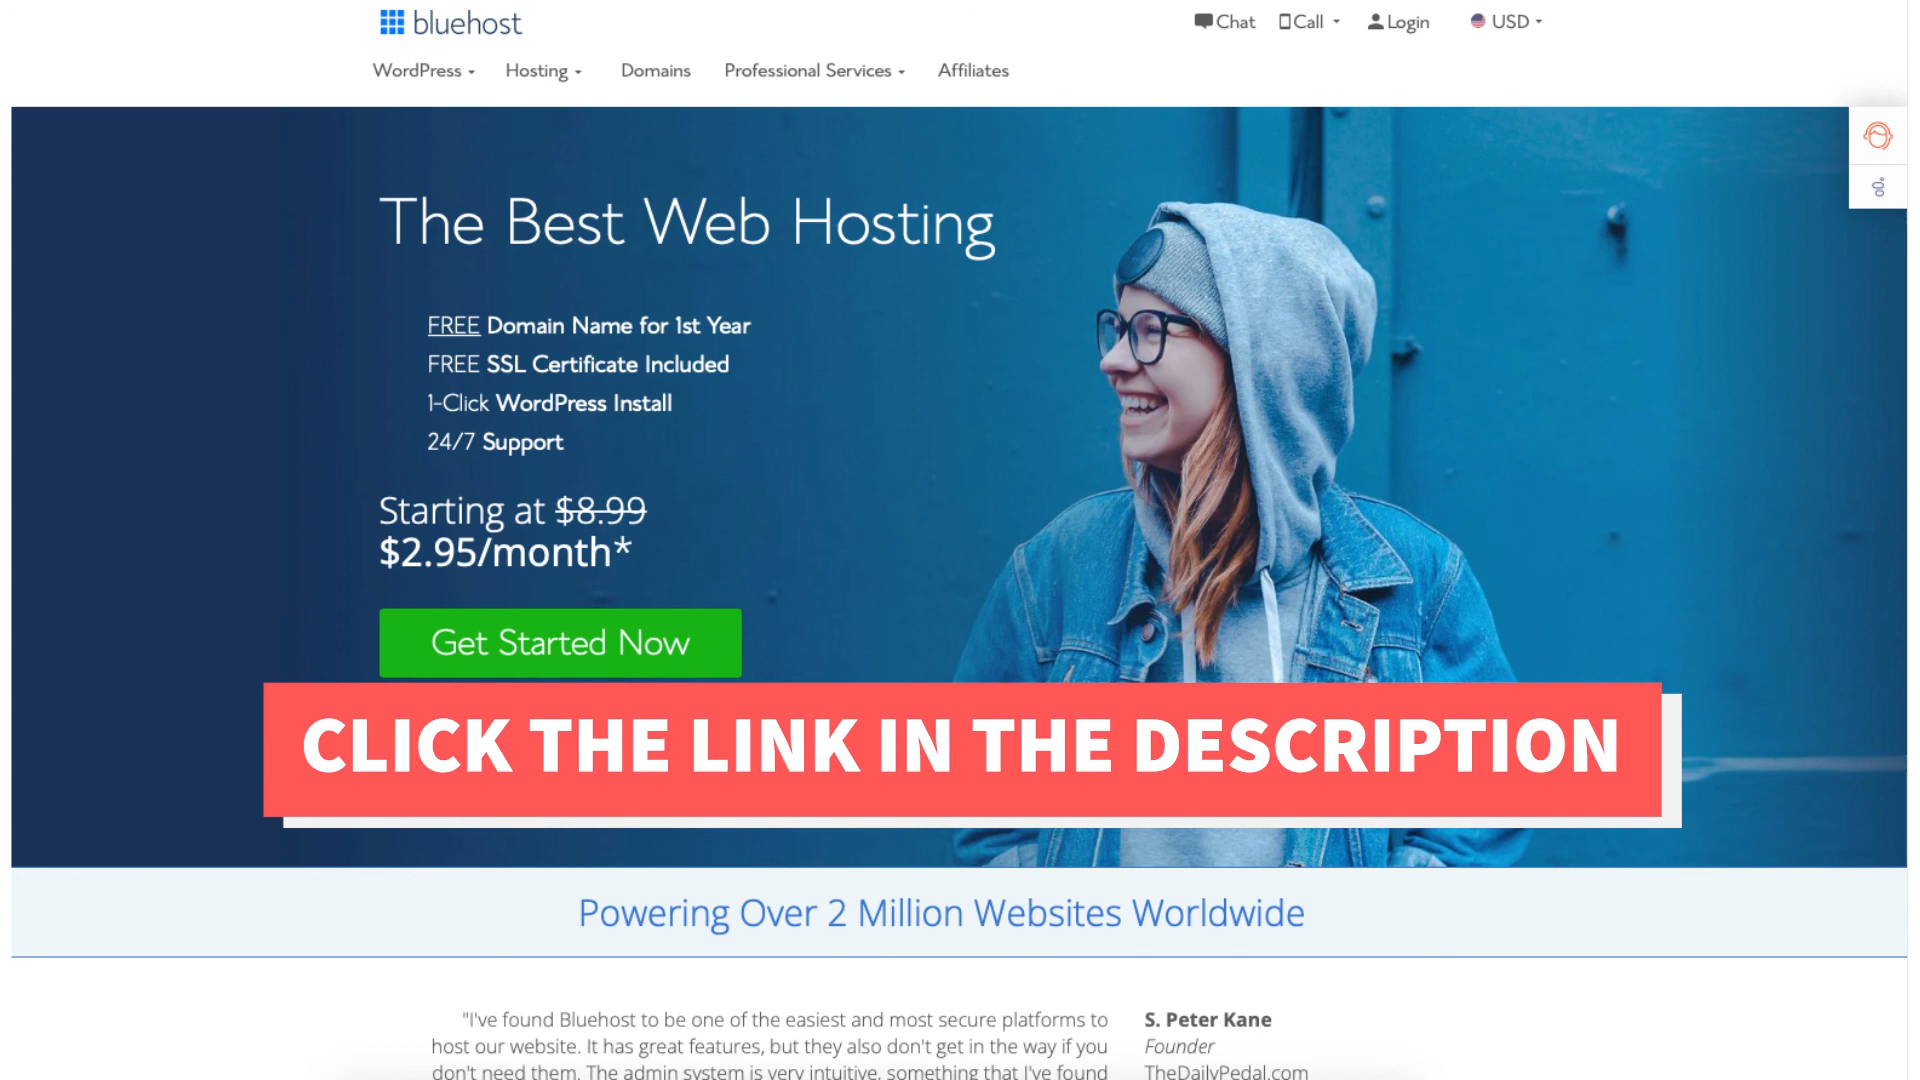 bluehost
Chat Call Login USD
WordPress Hosting Domains Professional Services Affiliates
The Best Web Hosting
FREE Domain Name for 1st Year
FREE SSL Certificate Included
1-Click WordPress Install
24/7 Support
Starting at $8.99
$2.95/month*
Get Started Now
CLICK THE LINK IN THE DESCRIPTION
Powering Over 2 Million Websites Worldwide
"I've found Bluehost to be one of the easiest and most secure platforms to
host our website. It has great features, but they also don't get in the way if you
don't need them. The admin system is very intuitive, something that I've found
S. Peter Kane
Founder
TheDailyPedal.com